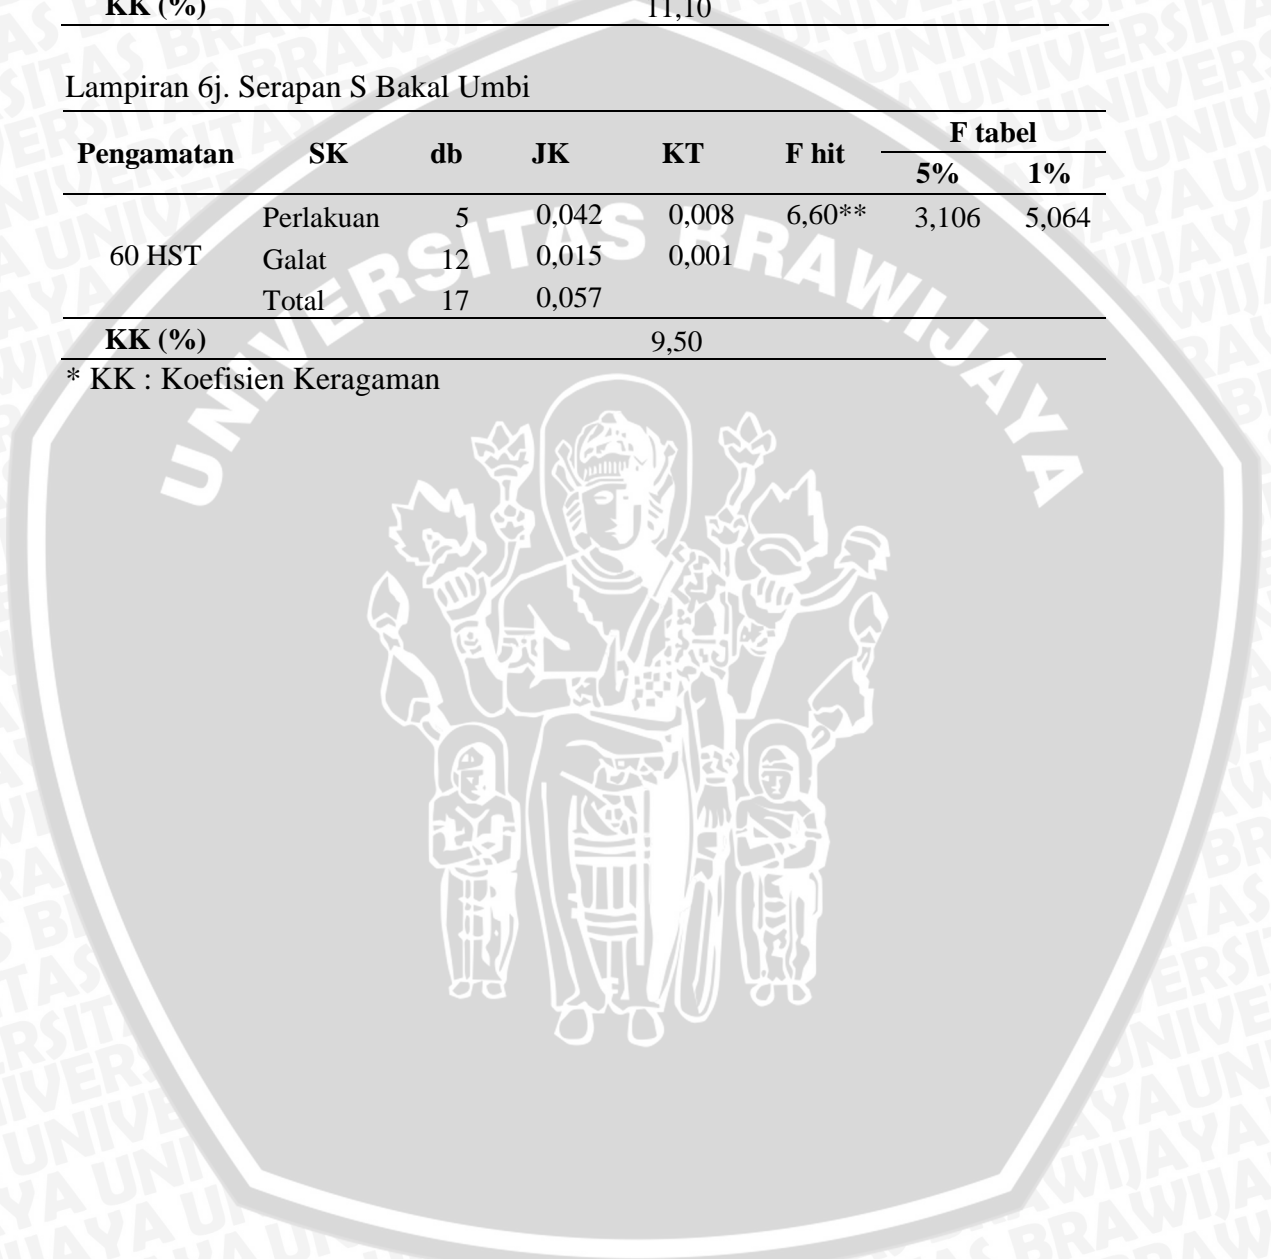 KK (%) 11,10
Lampiran 6j. Serapan S Bakal Umbi
Pengamatan SK db JK KT F hit F tabel
5% 1%
60 HST Perlakuan 5 0,042 0,008 6,60** 3,106 5,064
Galat 12 0,015 0,001
Total 17 0,057
KK (%) 9,50
* KK : Koefisien Keragaman
UNIVERSITAS BRAWIJAYA